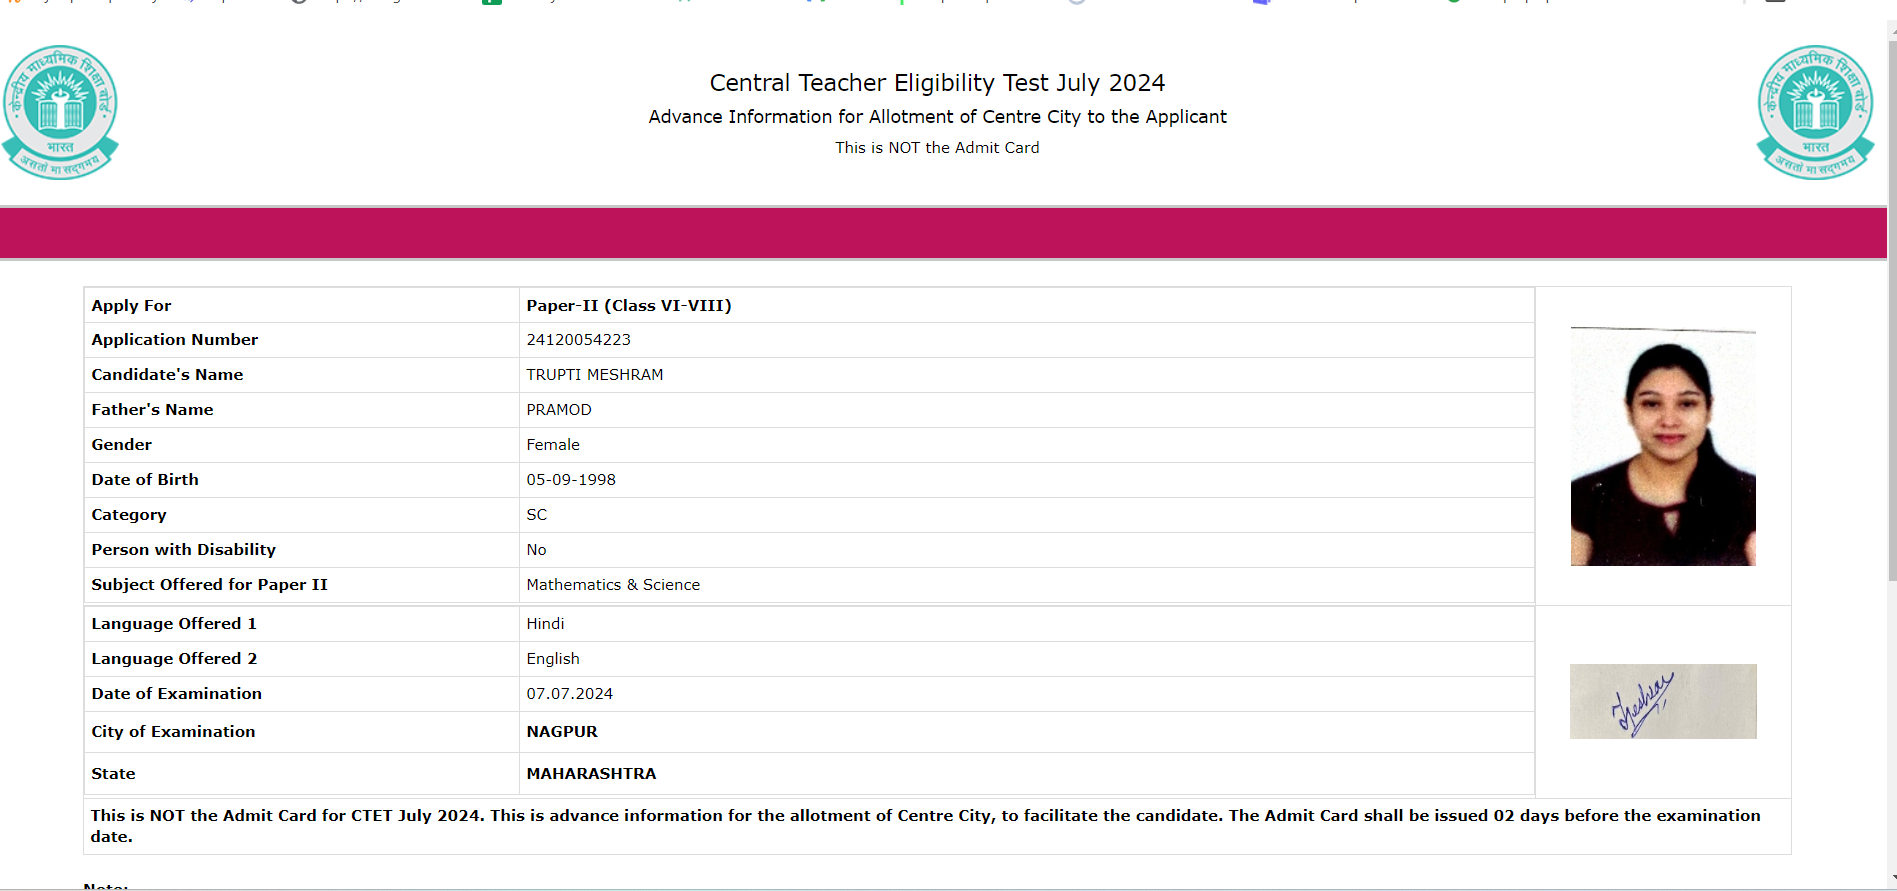 केन्द्रीय माध्यमिक शिक्षा बोर्ड
भारत
असतो मा सद्गमय
Central Teacher Eligibility Test July 2024
Advance Information for Allotment of Centre City to the Applicant
This is NOT the Admit Card
केन्द्रीय माध्यमिक शिक्षा बोर्ड
भारत
असतो मा सद्गमय
Apply For Paper-II (Class VI-VIII)
Application Number 24120054223
Candidate's Name TRUPTI MESHRAM
Father's Name PRAMOD
Gender Female
Date of Birth 05-09-1998
Category SC
Person with Disability No
Subject Offered for Paper II Mathematics & Science
Language Offered 1 Hindi
Language Offered 2 English
Date of Examination 07.07.2024
City of Examination NAGPUR
State MAHARASHTRA
This is NOT the Admit Card for CTET July 2024. This is advance information for the allotment of Centre City, to facilitate the candidate. The Admit Card shall be issued 02 days before the examination
date.
Note: